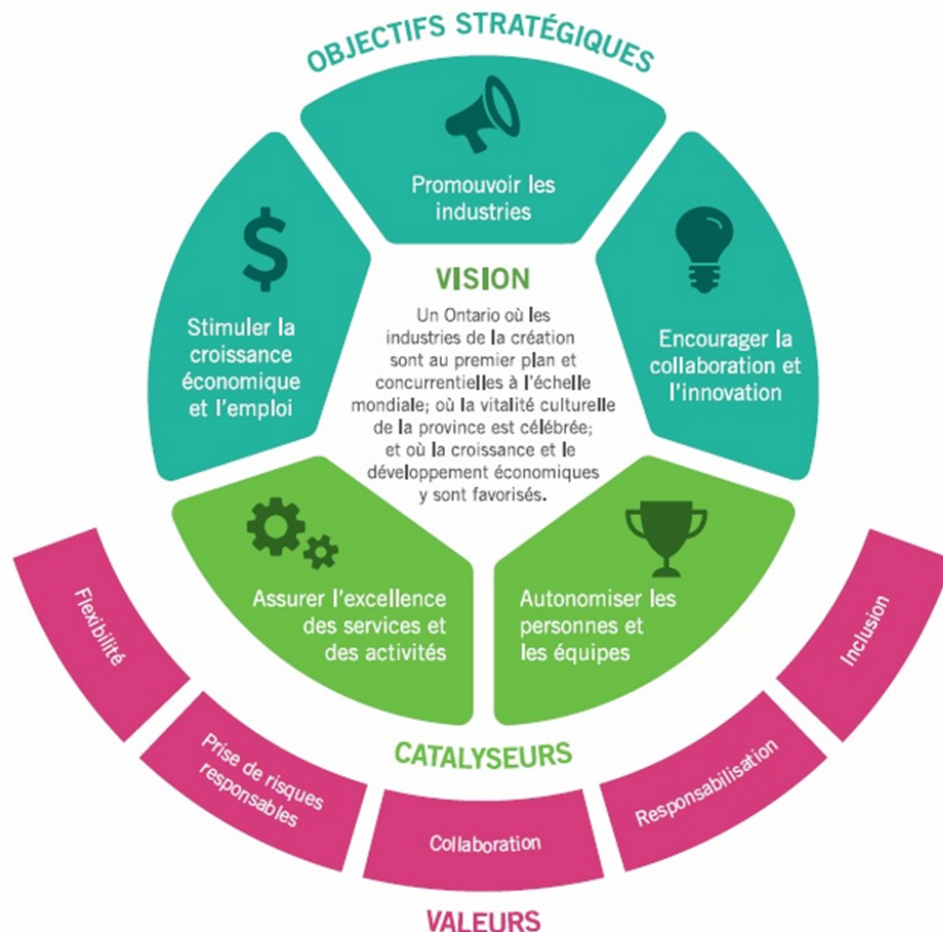 OBJECTIFS STRATÉGIQUES
Promouvoir les
industries
Stimuler la
croissance
économique
et l'emploi
Encourager la
collaboration et
l'innovation
VISION
Un Ontario où les
industries de la création
sont au premier plan et
concurrentielles à l'échelle
mondiale; où la vitalité culturelle
de la province est célébrée;
et où la croissance et le
développement économiques
y sont favorisés.
Assurer l'excellence
des services et
des activités
Autonomiser les
personnes et
les équipes
CATALYSEURS
Flexibilité
Prise de risques
responsables
Collaboration
Responsabilisation
Inclusion
VALEURS